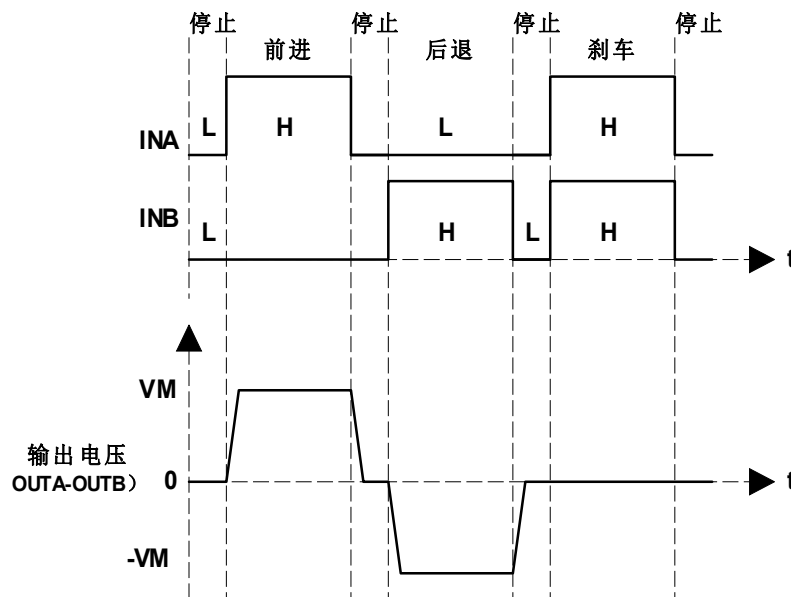 停止 停止 停止 停止
前进 后退 刹车
INA L H L H
INB L H L H
t
VM
输出电压
OUTA-OUTB） 0 t
-VM